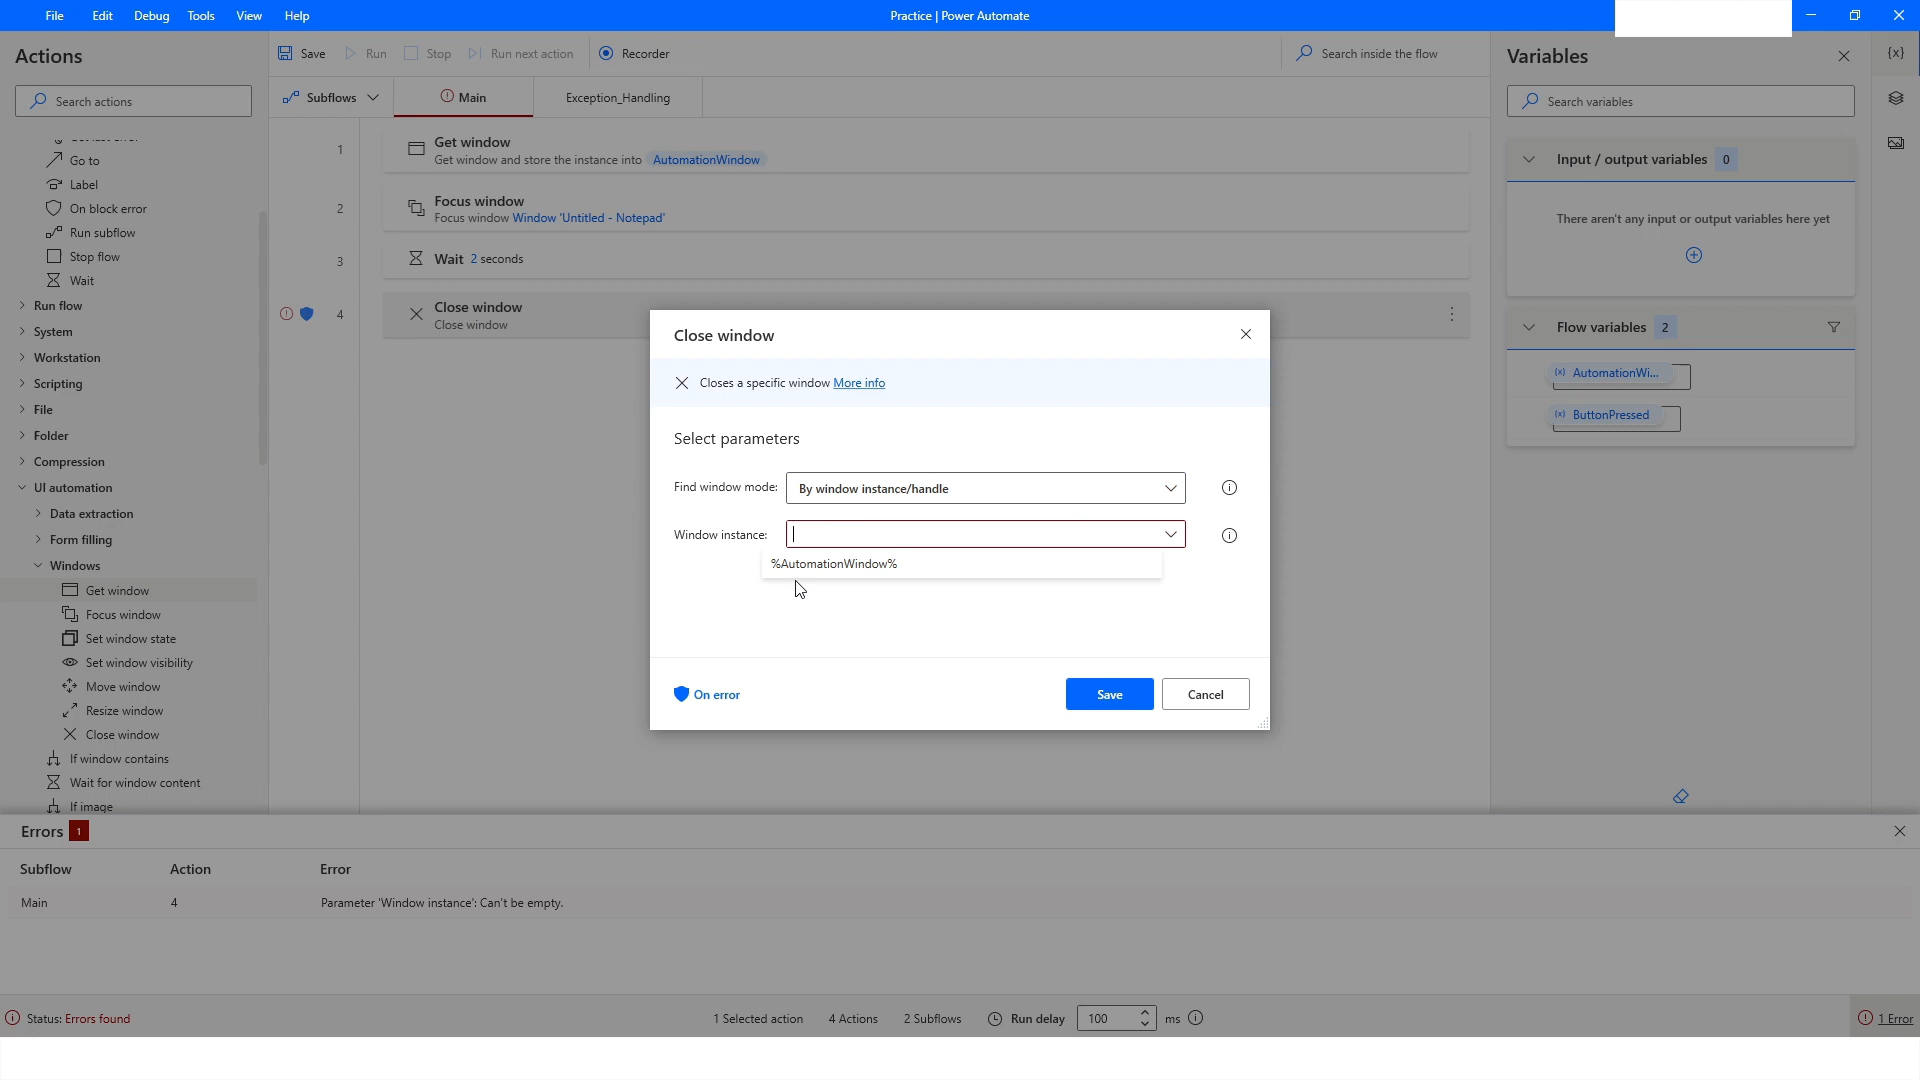 File Edit Debug Tools View Help
Practice | Power Automate
Actions
Search actions
Go to
Label
On block error
Run subflow
Stop flow
Wait
Run flow
System
Workstation
Scripting
File
Folder
Compression
UI automation
Data extraction
Form filling
Windows
Get window
Focus window
Set window state
Set window visibility
Move window
Resize window
Close window
If window contains
Wait for window content
If image
Save Run Stop Run next action Recorder
Search inside the flow
Subflows Main Exception_Handling
1 Get window
Get window and store the instance into AutomationWindow
2 Focus window
Focus window Window 'Untitled - Notepad'
3 Wait 2 seconds
4 Close window
Close window
Close window
Closes a specific window More info
Select parameters
Find window mode: By window instance/handle
Window instance:
%AutomationWindow%
On error Save Cancel
Variables
{x}
Search variables
Input / output variables 0
There aren't any input or output variables here yet
Flow variables 2
(x) AutomationWi...
(x) ButtonPressed
Errors 1
Subflow Action Error
Main 4 Parameter 'Window instance': Can't be empty.
Status: Errors found 1 Selected action 4 Actions 2 Subflows Run delay 100 ms 1 Error